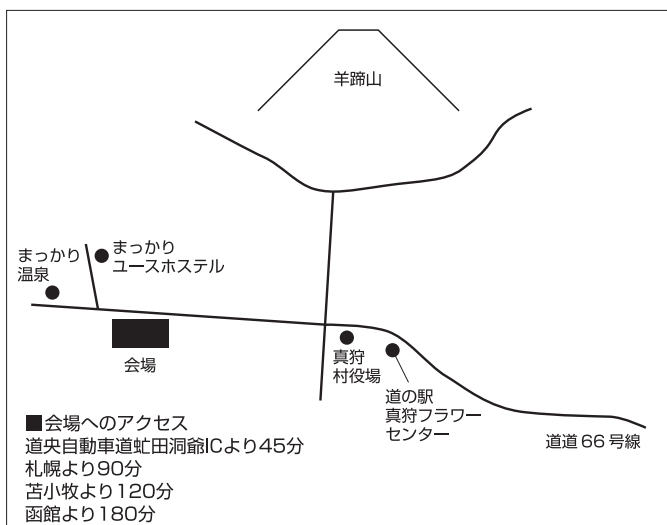 羊蹄山
まっかり
温泉
まっかり
ユースホステル
会場
真狩
村役場
道の駅
真狩フラワー
センター
道道66号線
■会場へのアクセス
道央自動車道虻田洞爺ICより45分
札幌より90分
苫小牧より120分
函館より180分